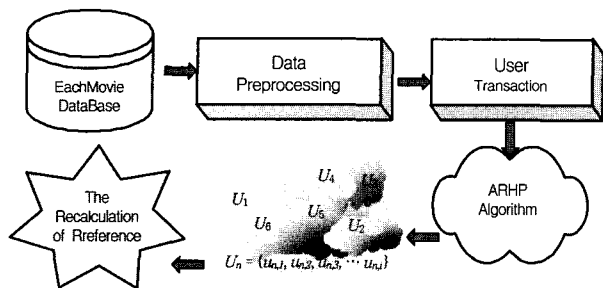 EachMovie
DataBase
Data
Preprocessing
User
Transaction
ARHP
Algorithm
U4
U1
U5
U6
U2
Un = {un,1, un,2, un,3, ··· un,i}
The
Recalculation
of Rreference